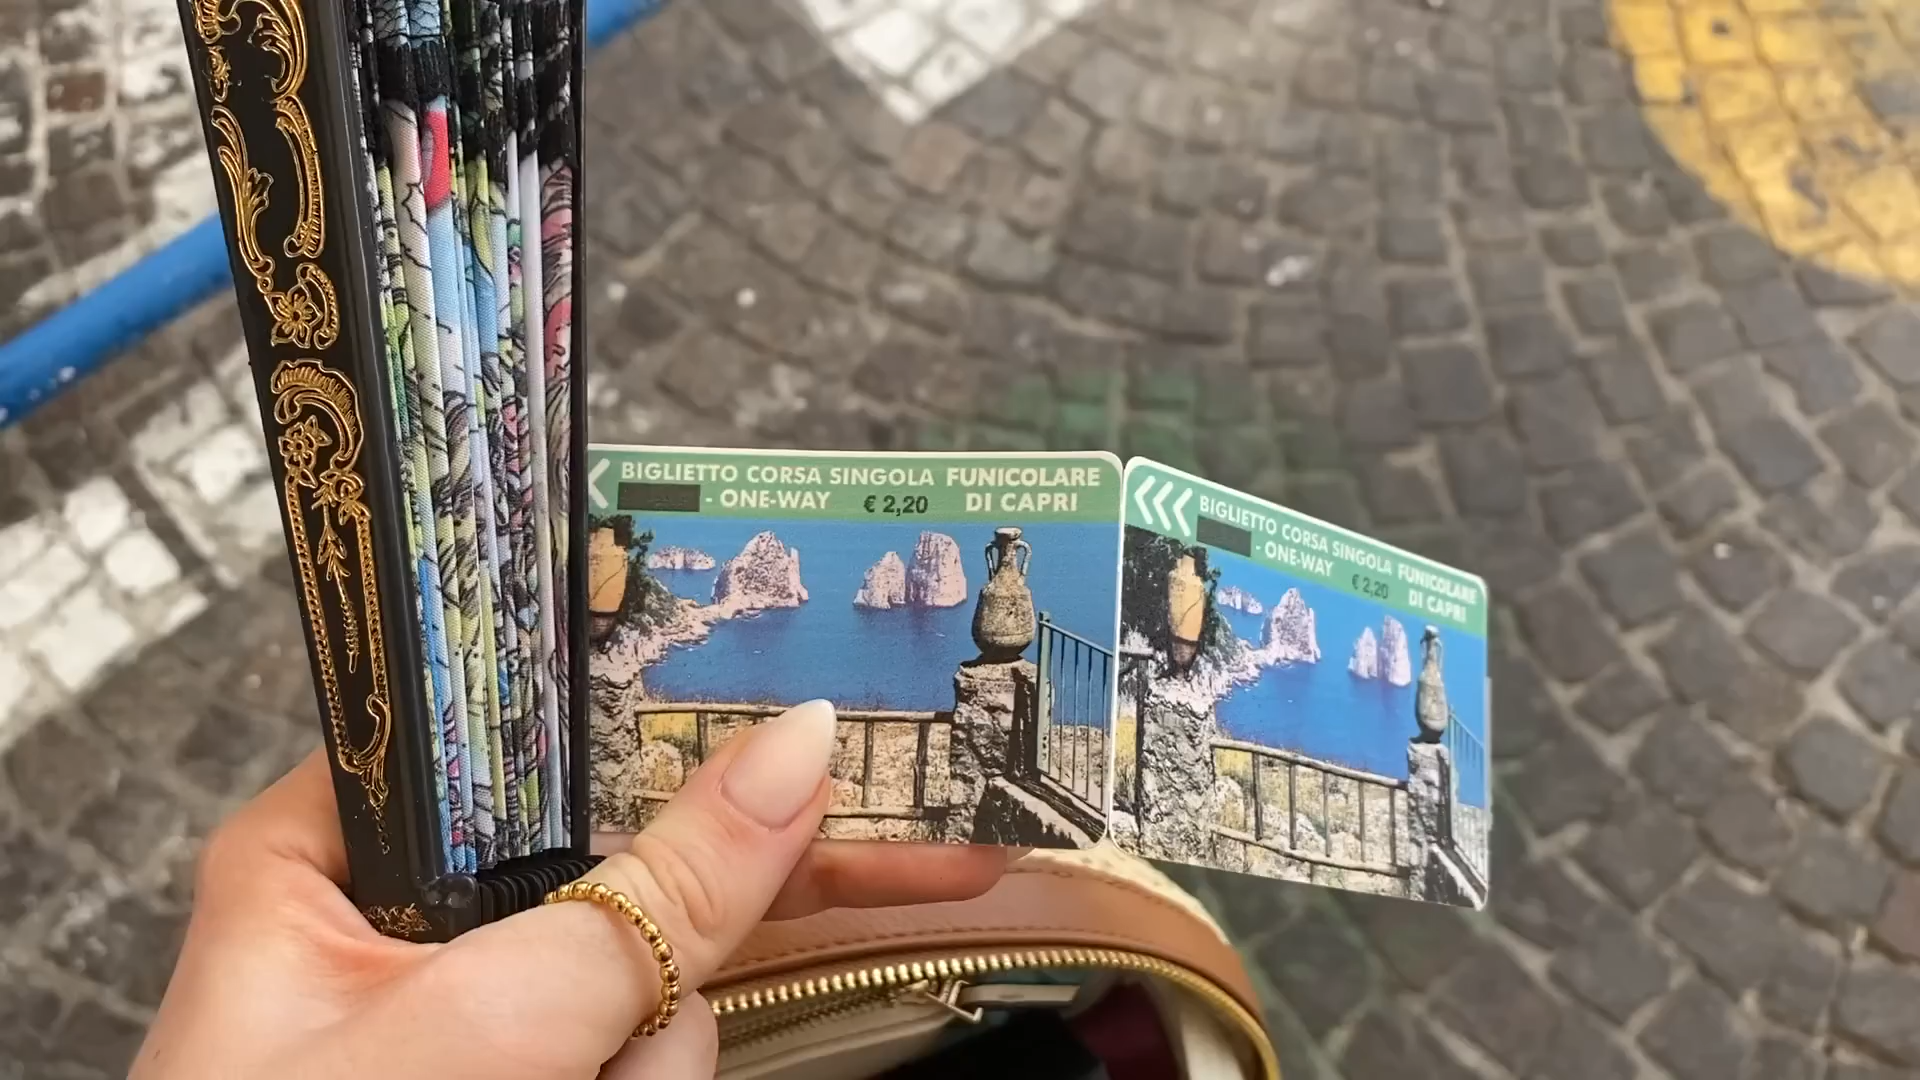 BIGLIETTO CORSA SINGOLA FUNICOLARE
- ONE-WAY € 2,20 DI CAPRI
BIGLIETTO CORSA SINGOLA FUNICOLARE
- ONE-WAY € 2,20 DI CAPRI